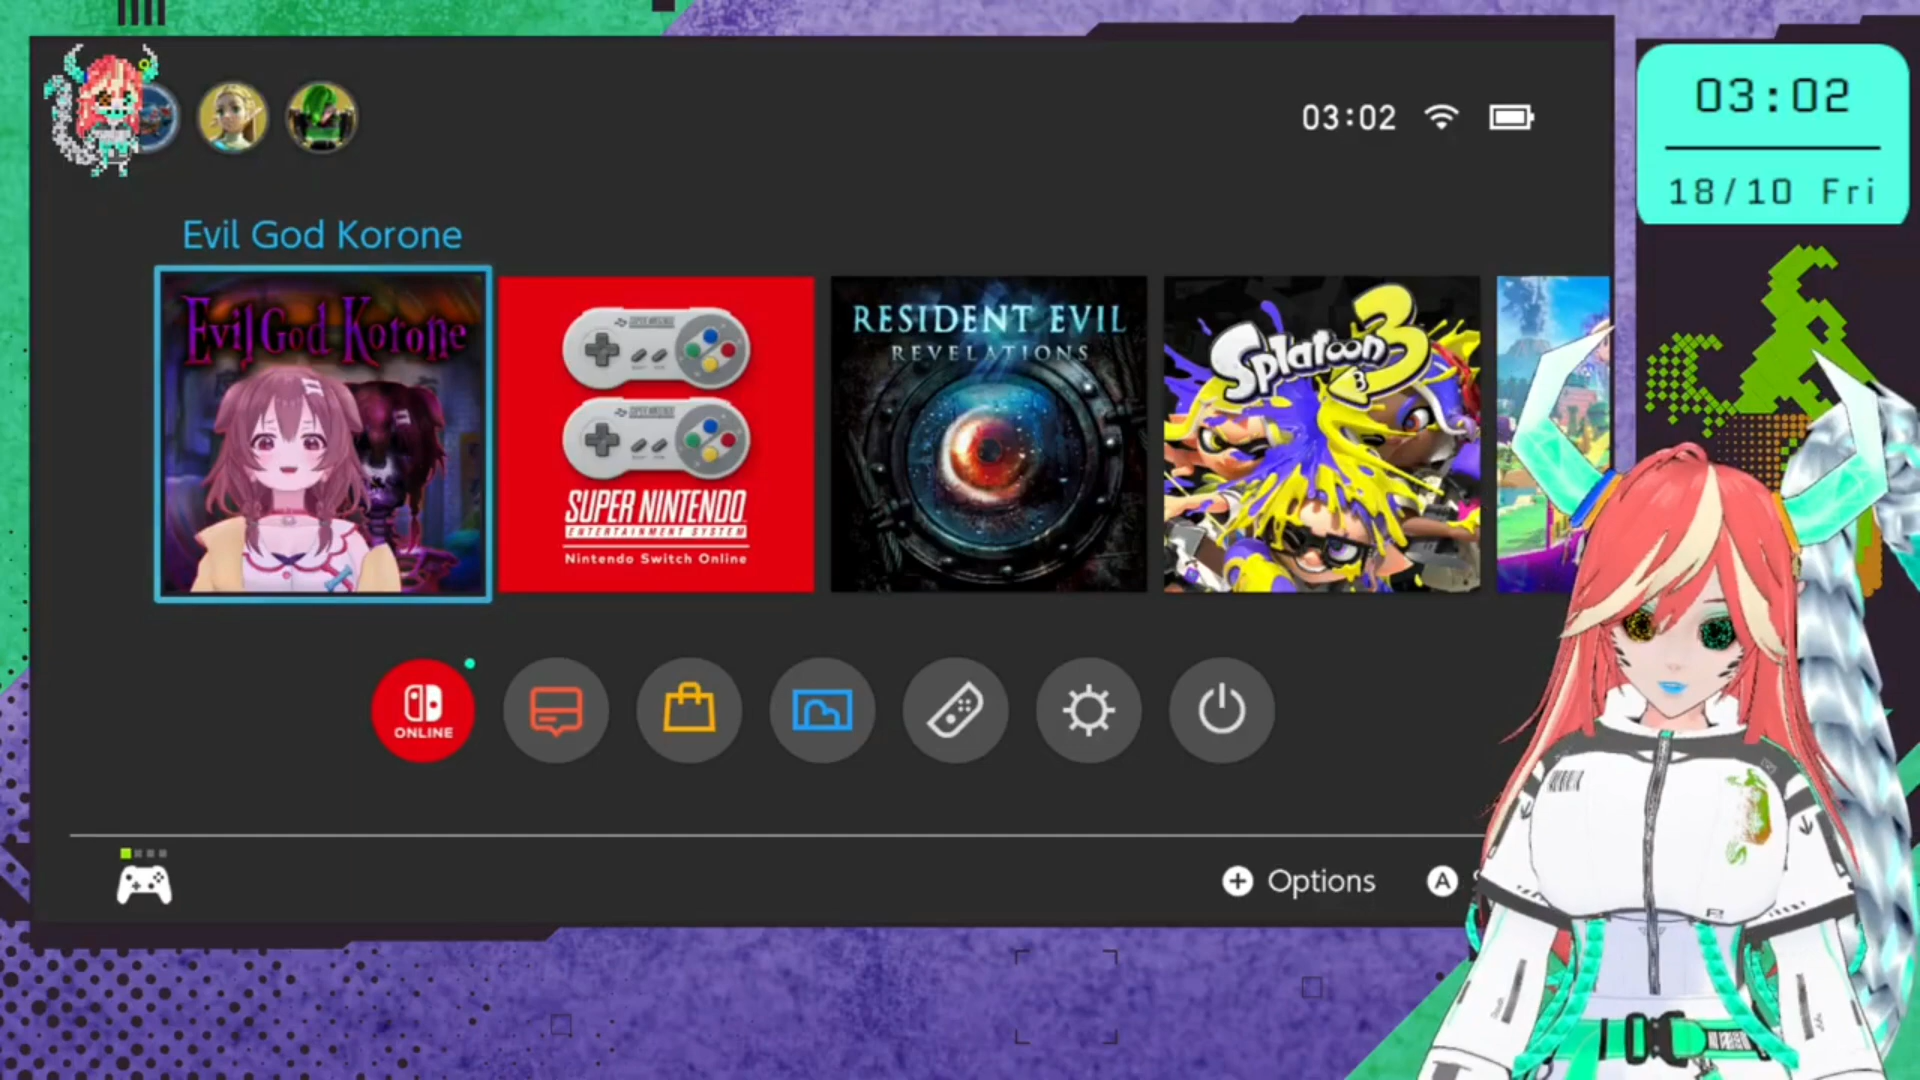 03:02
03:02
18/10 Fri
Evil God Korone
Evil God Korone
SUPER NINTENDO
ENTERTAINMENT SYSTEM
Nintendo Switch Online
RESIDENT EVIL
REVELATIONS
Splatoon 3
ONLINE
+ Options
A